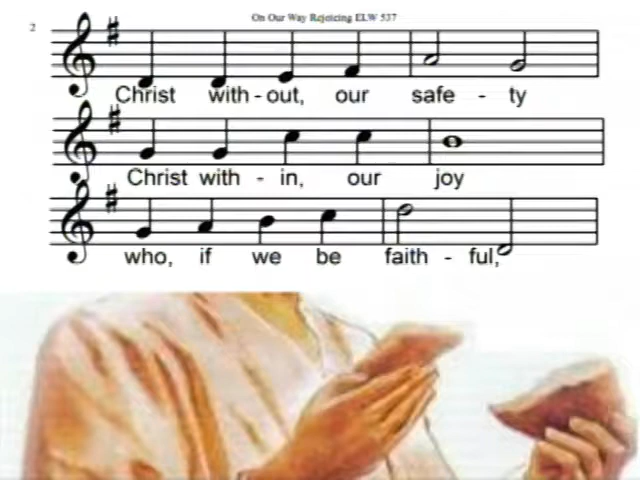 On Our Way Rejoicing ELW 537
2
Christ with - out, our safe - ty
Christ with - in, our joy
who, if we be faith - ful,